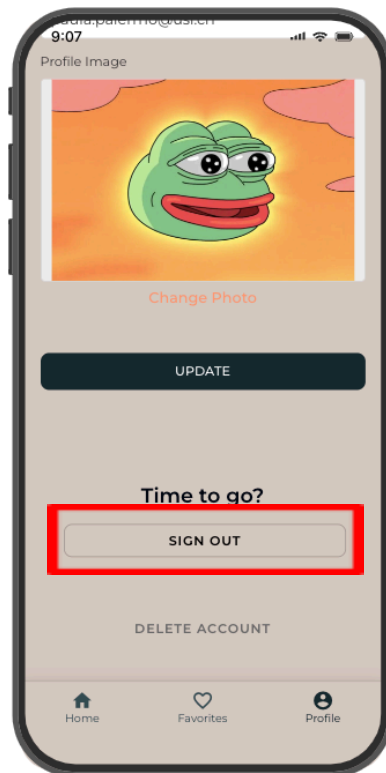 9:07
Profile Image
Change Photo
UPDATE
Time to go?
SIGN OUT
DELETE ACCOUNT
Home
Favorites
Profile